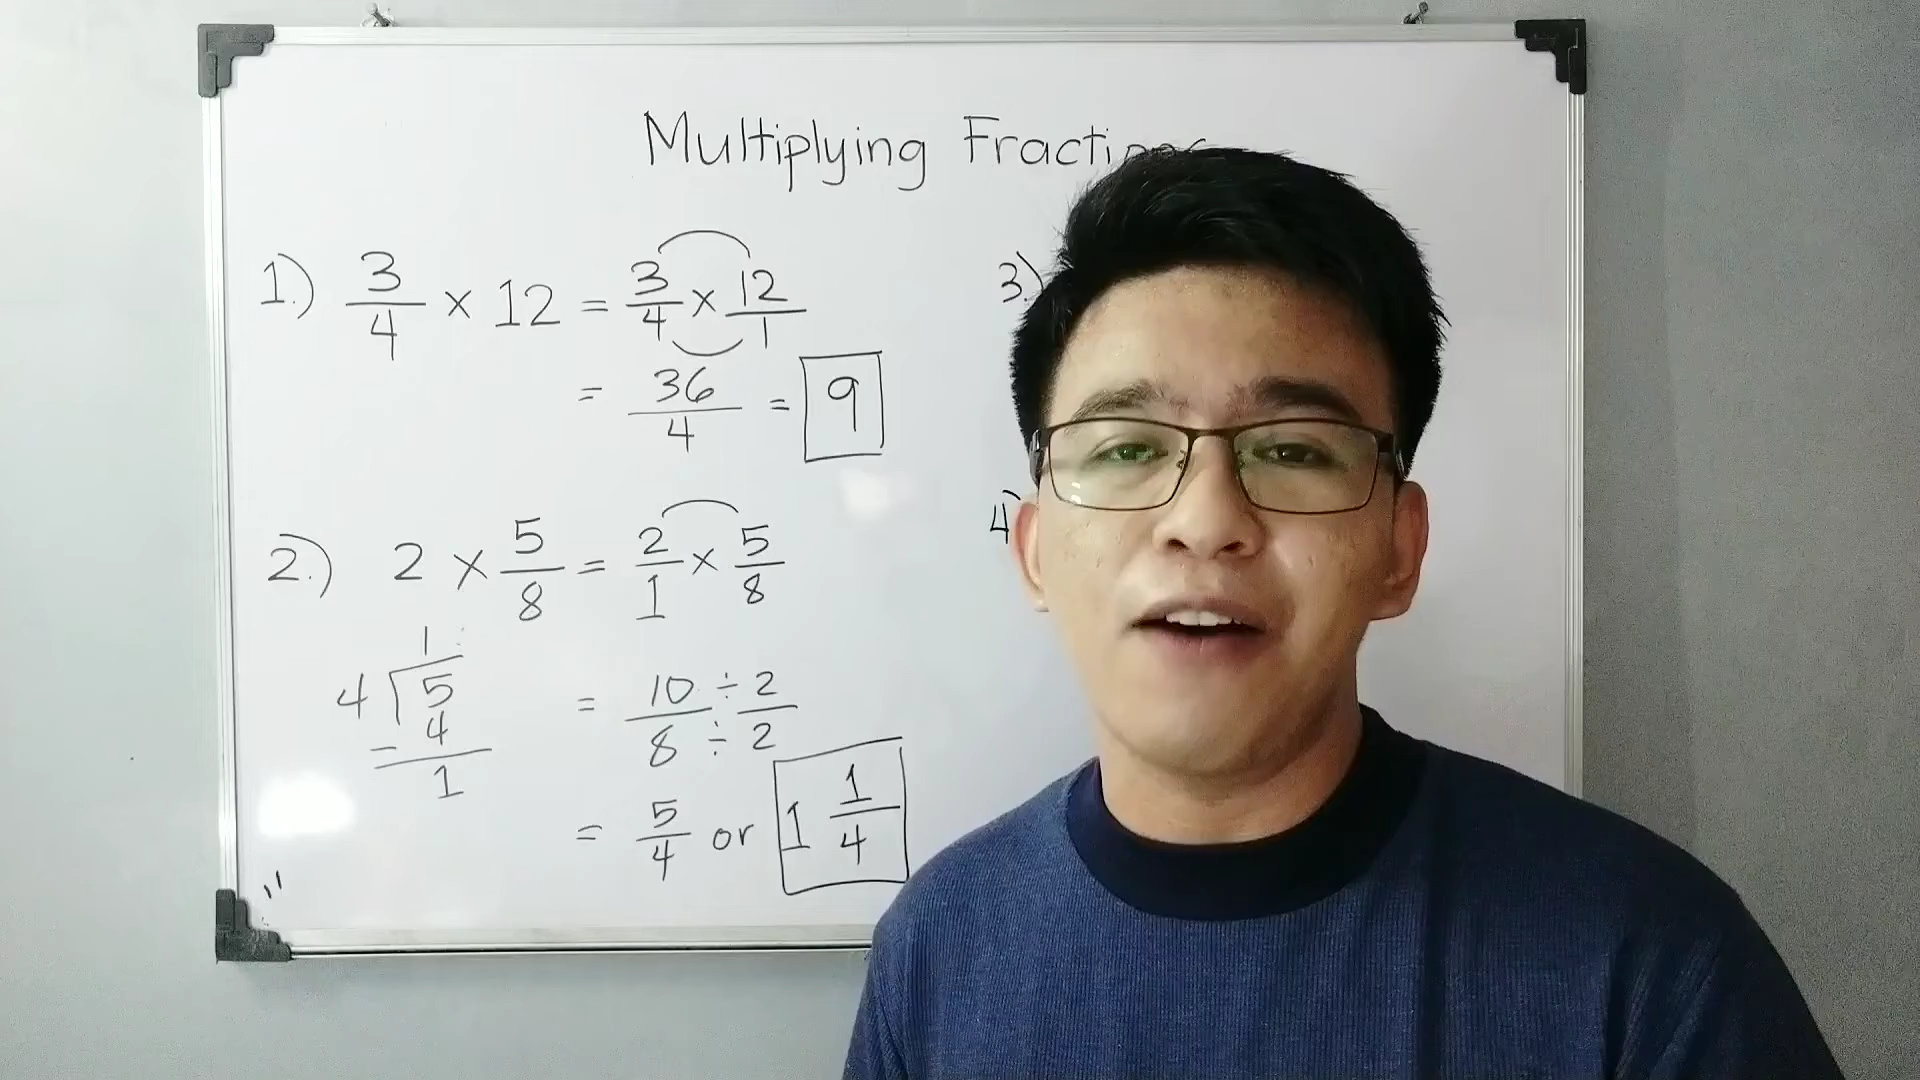 Multiplying Fractions
1.) 3/4 × 12 = 3/4 × 12/1
= 36/4 = 9
2.) 2 × 5/8 = 2/1 × 5/8
1
4 5
- 4
1
= 10/8 ÷ 2/÷ 2
= 5/4 or 1 1/4
3.)
4